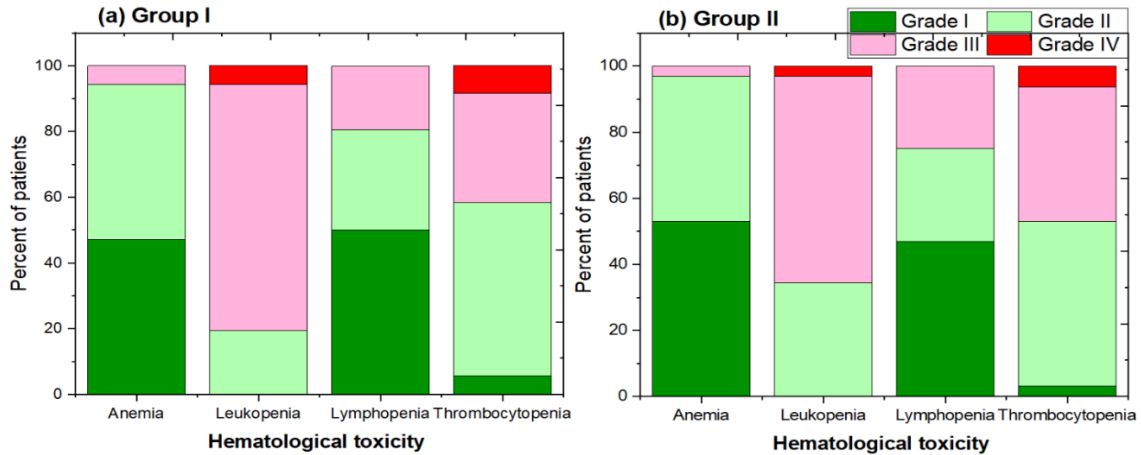 (a) Group I
100
80
60
40
20
0
Percent of patients
Anemia Leukopenia Lymphopenia Thrombocytopenia
Hematological toxicity
(b) Group II
Grade I Grade II
Grade III Grade IV
100
80
60
40
20
0
Percent of patients
Anemia Leukopenia Lymphopenia Thrombocytopenia
Hematological toxicity